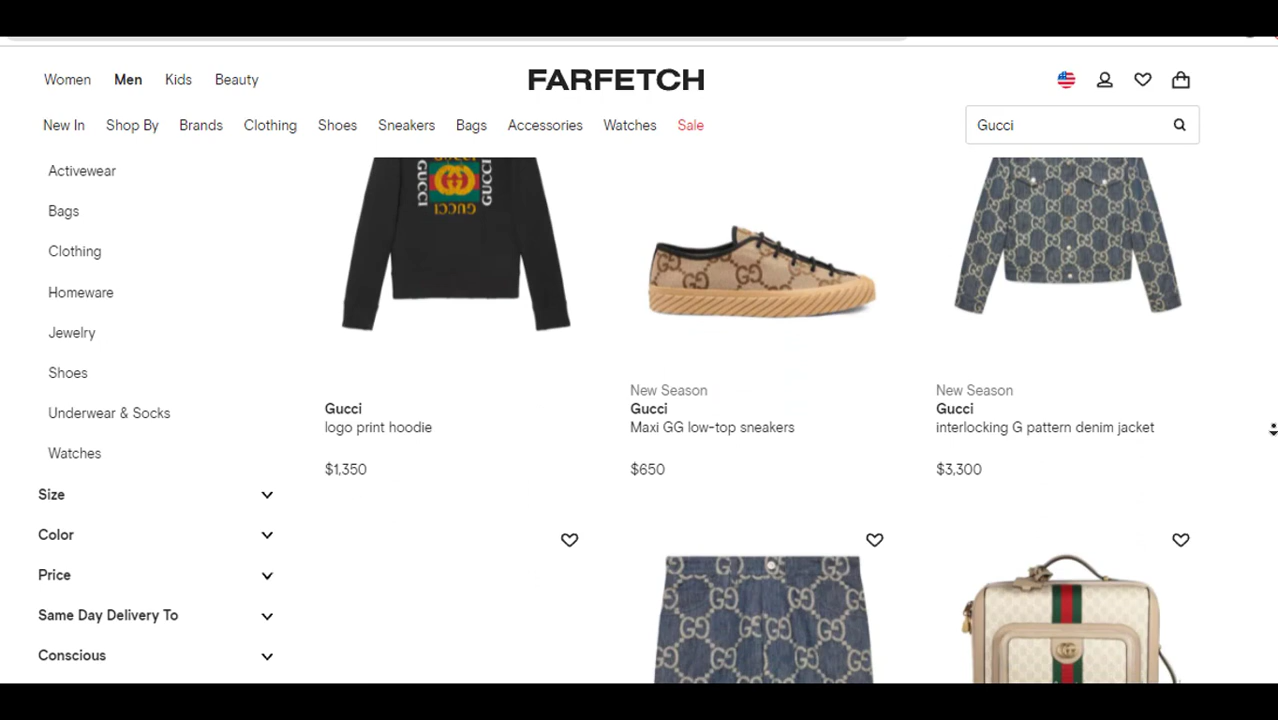 Women Men Kids Beauty
FARFETCH
New In Shop By Brands Clothing Shoes Sneakers Bags Accessories Watches Sale
Gucci
Activewear
Bags
Clothing
Homeware
Jewelry
Shoes
Underwear & Socks
Watches
Size
Color
Price
Same Day Delivery To
Conscious
GUCCI
GUCCI
GUCCI
Gucci
logo print hoodie
$1,350
New Season
Gucci
Maxi GG low-top sneakers
$650
New Season
Gucci
interlocking G pattern denim jacket
$3,300